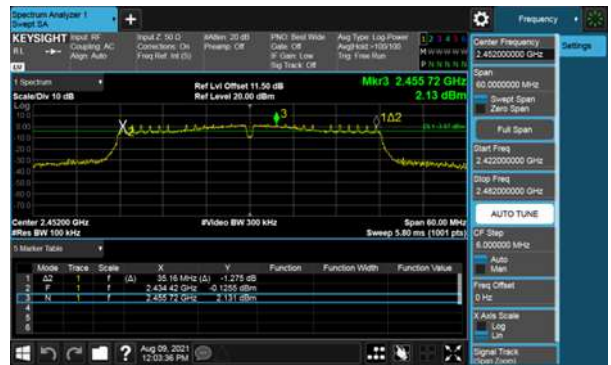 Spectrum Analyzer 1
Swept SA
+
Frequency
KEYSIGHT Input: RF Input Z: 50 Ω #Atten: 20 dB PNO: Best Wide Avg Type: Log-Power 1 2 3 4 5 6
RL Coupling: AC Corrections: On Preamp: Off Gate: Off Avg|Hold:>100/100 M W W W W W
Align: Auto Freq Ref: Int (S) IF Gain: Low Trig: Free Run P N N N N N
Sig Track: Off
1 Spectrum
Ref Lvl Offset 11.50 dB Mkr3 2.455 72 GHz
Scale/Div 10 dB Ref Level 20.00 dBm 2.13 dBm
Log
10.0
0.00
3
1Δ2
Center 2.45200 GHz #Video BW 300 kHz Span 60.00 MHz
#Res BW 100 kHz Sweep 5.80 ms (1001 pts)
5 Marker Table
Mode Trace Scale X Y Function Function Width Function Value
1 Δ2 1 f (Δ) 35.16 MHz (Δ) -1.275 dB
2 F 1 f 2.434 42 GHz -0.1255 dBm
3 N 1 f 2.455 72 GHz 2.131 dBm
4
5
6
Aug 09, 2021
12:03:36 PM
Center Frequency
2.452000000 GHz
Settings
Span
60.0000000 MHz
Swept Span
Zero Span
Full Span
Start Freq
2.422000000 GHz
Stop Freq
2.482000000 GHz
AUTO TUNE
CF Step
6.000000 MHz
Auto
Man
Freq Offset
0 Hz
X Axis Scale
Log
Lin
Signal Track
(Span Zoom)